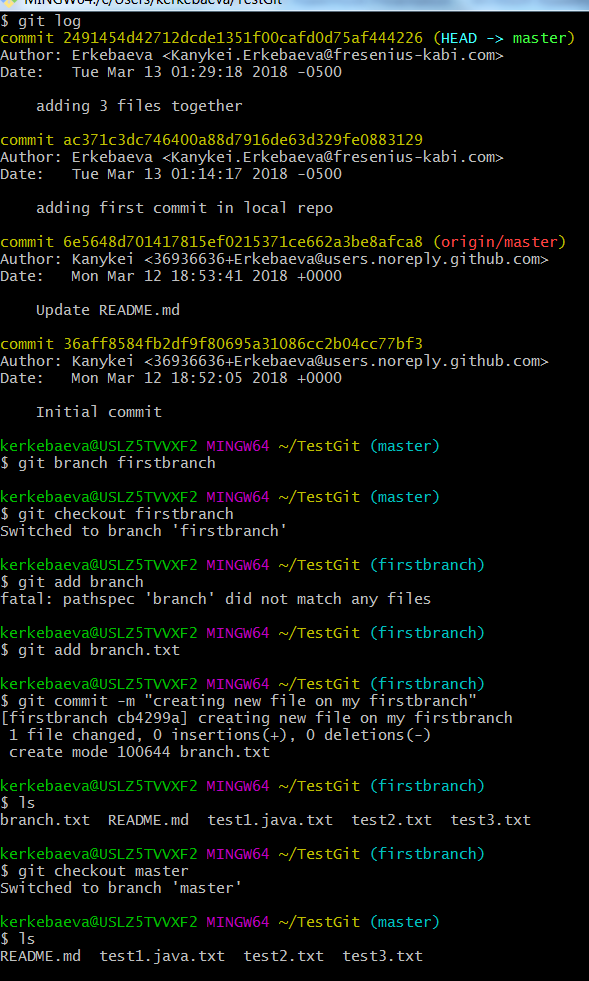 MINGW64:/c/Users/kerkebaeva/TestGit
$ git log
commit 2491454d42712dcde1351f00cafd0d75af444226 (HEAD -> master)
Author: Erkebaeva <Kanykei.Erkebaeva@fresenius-kabi.com>
Date:   Tue Mar 13 01:29:18 2018 -0500
    adding 3 files together
commit ac371c3dc746400a88d7916de63d329fe0883129
Author: Erkebaeva <Kanykei.Erkebaeva@fresenius-kabi.com>
Date:   Tue Mar 13 01:14:17 2018 -0500
    adding first commit in local repo
commit 6e5648d701417815ef0215371ce662a3be8afca8 (origin/master)
Author: Kanykei <36936636+Erkebaeva@users.noreply.github.com>
Date:   Mon Mar 12 18:53:41 2018 +0000
    Update README.md
commit 36aff8584fb2df9f80695a31086cc2b04cc77bf3
Author: Kanykei <36936636+Erkebaeva@users.noreply.github.com>
Date:   Mon Mar 12 18:52:05 2018 +0000
    Initial commit
kerkebaeva@USLZ5TVVXF2 MINGW64 ~/TestGit (master)
$ git branch firstbranch
kerkebaeva@USLZ5TVVXF2 MINGW64 ~/TestGit (master)
$ git checkout firstbranch
Switched to branch 'firstbranch'
kerkebaeva@USLZ5TVVXF2 MINGW64 ~/TestGit (firstbranch)
$ git add branch
fatal: pathspec 'branch' did not match any files
kerkebaeva@USLZ5TVVXF2 MINGW64 ~/TestGit (firstbranch)
$ git add branch.txt
kerkebaeva@USLZ5TVVXF2 MINGW64 ~/TestGit (firstbranch)
$ git commit -m "creating new file on my firstbranch"
[firstbranch cb4299a] creating new file on my firstbranch
 1 file changed, 0 insertions(+), 0 deletions(-)
 create mode 100644 branch.txt
kerkebaeva@USLZ5TVVXF2 MINGW64 ~/TestGit (firstbranch)
$ ls
branch.txt  README.md  test1.java.txt  test2.txt  test3.txt
kerkebaeva@USLZ5TVVXF2 MINGW64 ~/TestGit (firstbranch)
$ git checkout master
Switched to branch 'master'
kerkebaeva@USLZ5TVVXF2 MINGW64 ~/TestGit (master)
$ ls
README.md  test1.java.txt  test2.txt  test3.txt